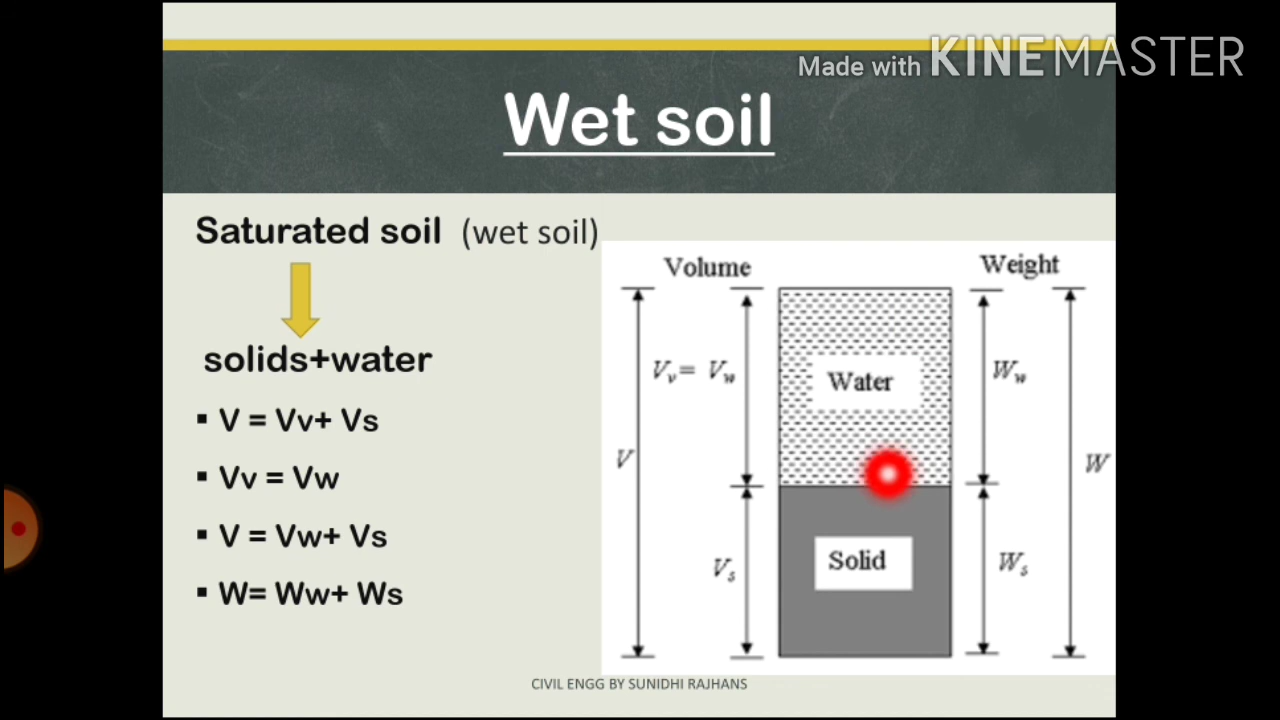 Made with KINEMASTER
Wet soil
Saturated soil (wet soil)
solids+water
▪ V = Vv+ Vs
▪ Vv = Vw
▪ V = Vw+ Vs
▪ W= Ww+ Ws
Volume
Weight
Vv = Vw
Water
Ww
V
W
Vs
Solid
Ws
CIVIL ENGG BY SUNIDHI RAJHANS